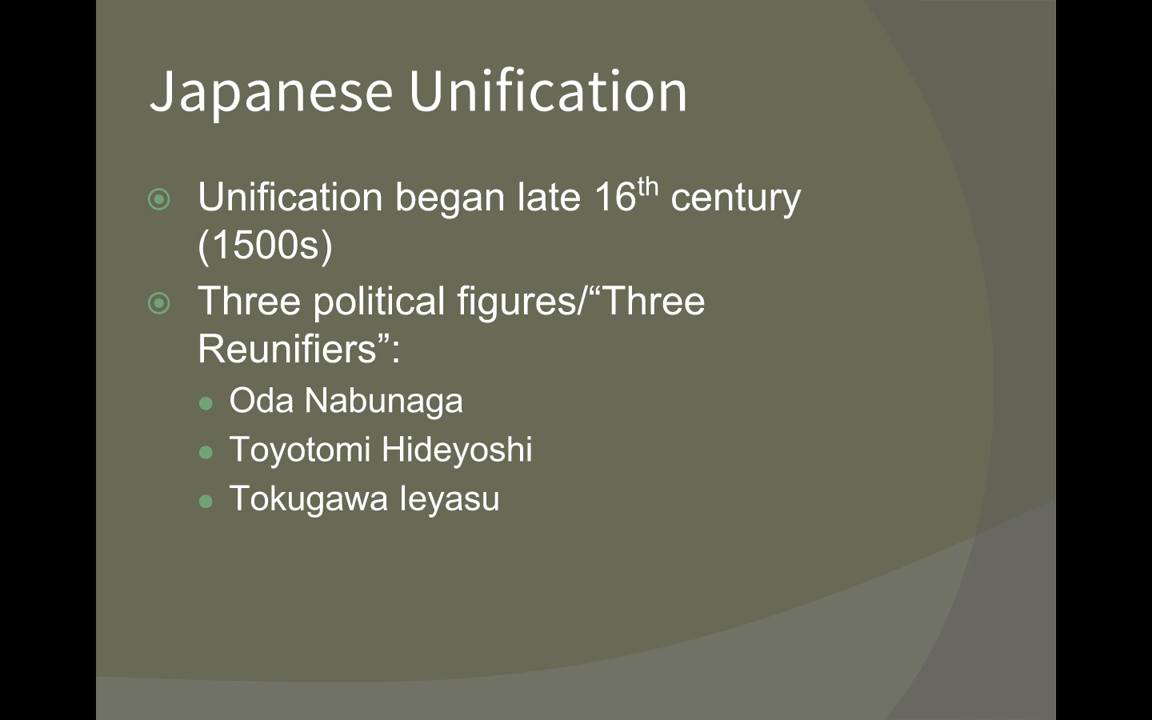 Japanese Unification
Unification began late 16th century
(1500s)
Three political figures/“Three
Reunifiers”:
Oda Nabunaga
Toyotomi Hideyoshi
Tokugawa Ieyasu